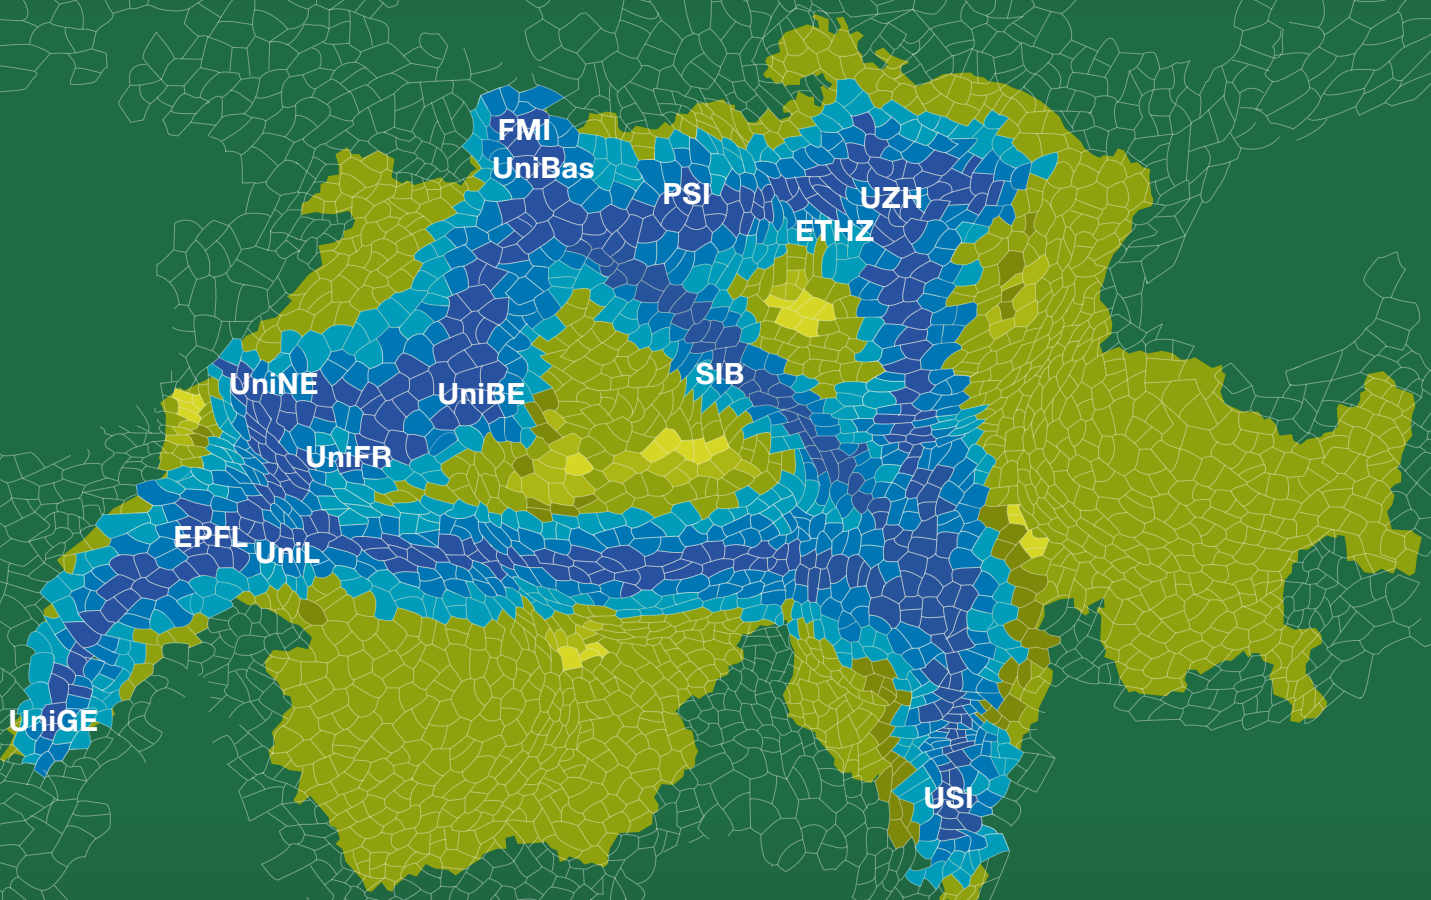 FMI
UniBas
PSI
UZH
ETHZ
SIB
UniNE
UniBE
UniFR
EPFL
UniL
UniGE
USI